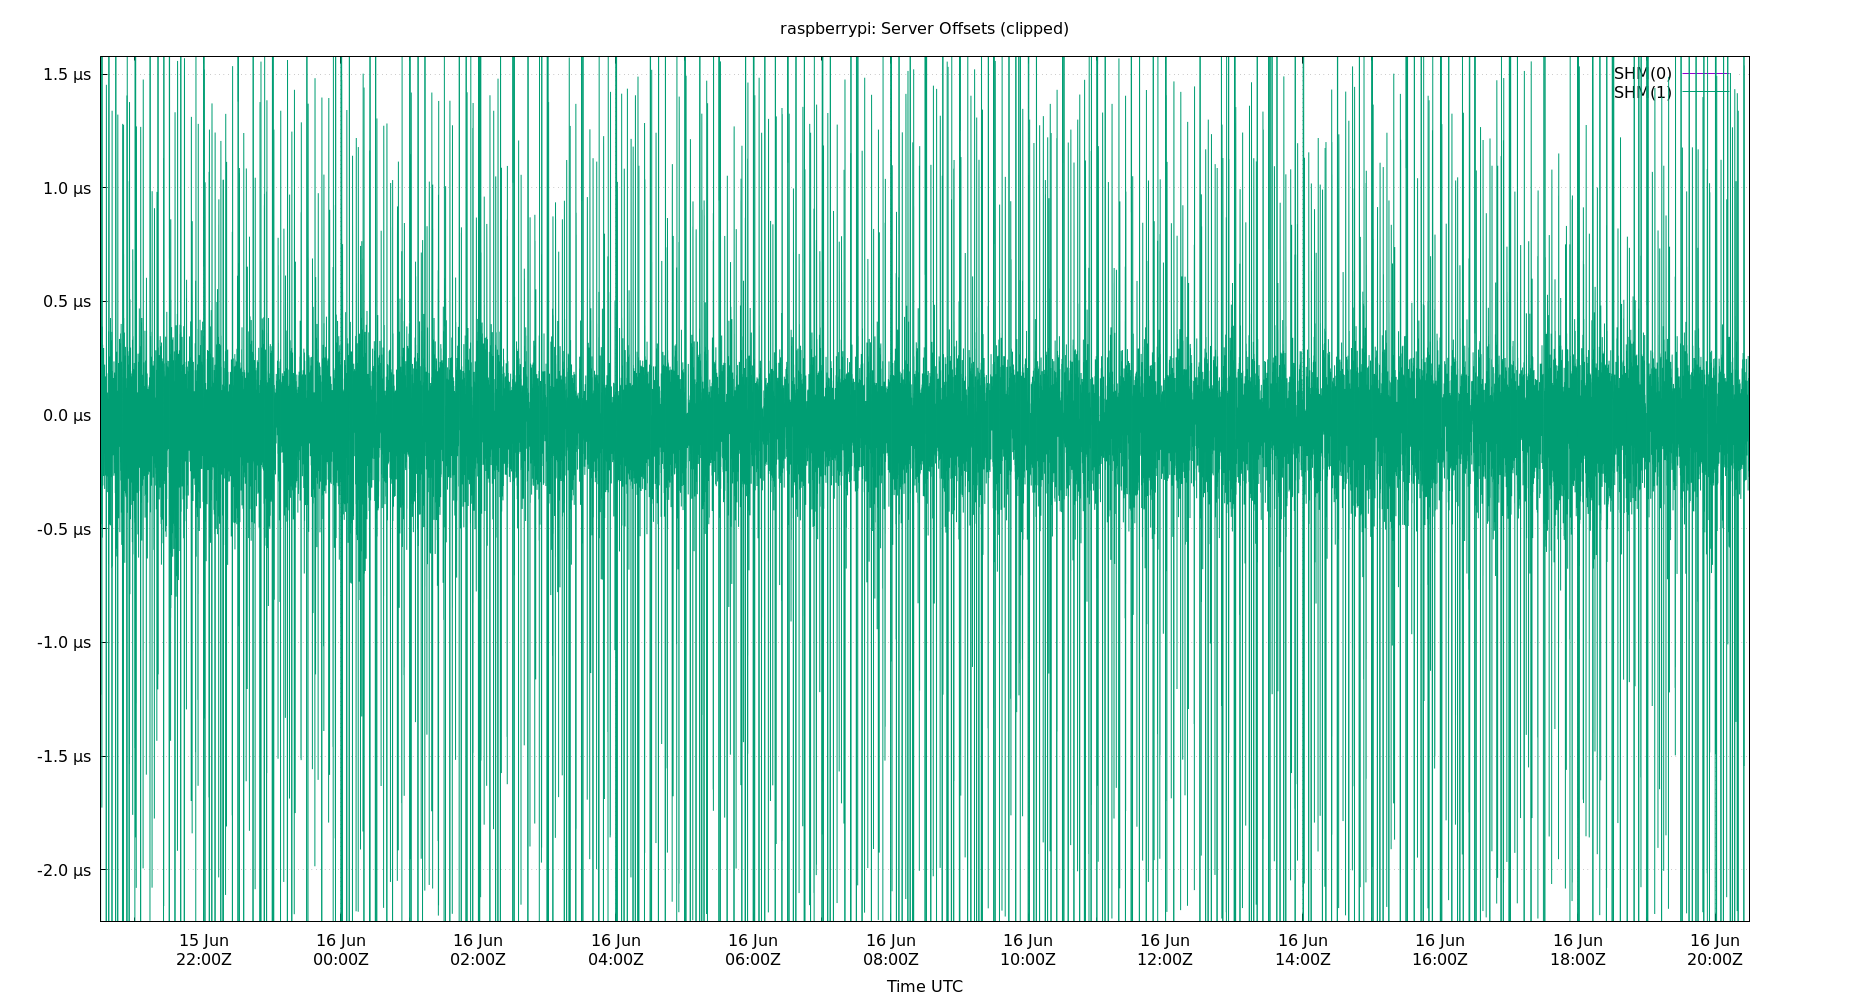 raspberrypi: Server Offsets (clipped)
1.5 µs
1.0 µs
0.5 µs
0.0 µs
-0.5 µs
-1.0 µs
-1.5 µs
-2.0 µs
SHM(0)
SHM(1)
15 Jun 16 Jun 16 Jun 16 Jun 16 Jun 16 Jun 16 Jun 16 Jun 16 Jun 16 Jun 16 Jun 16 Jun
22:00Z 00:00Z 02:00Z 04:00Z 06:00Z 08:00Z 10:00Z 12:00Z 14:00Z 16:00Z 18:00Z 20:00Z
Time UTC